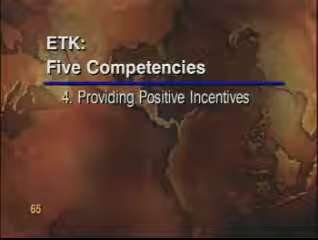 ETK:
Five Competencies
4. Providing Positive Incentives
65